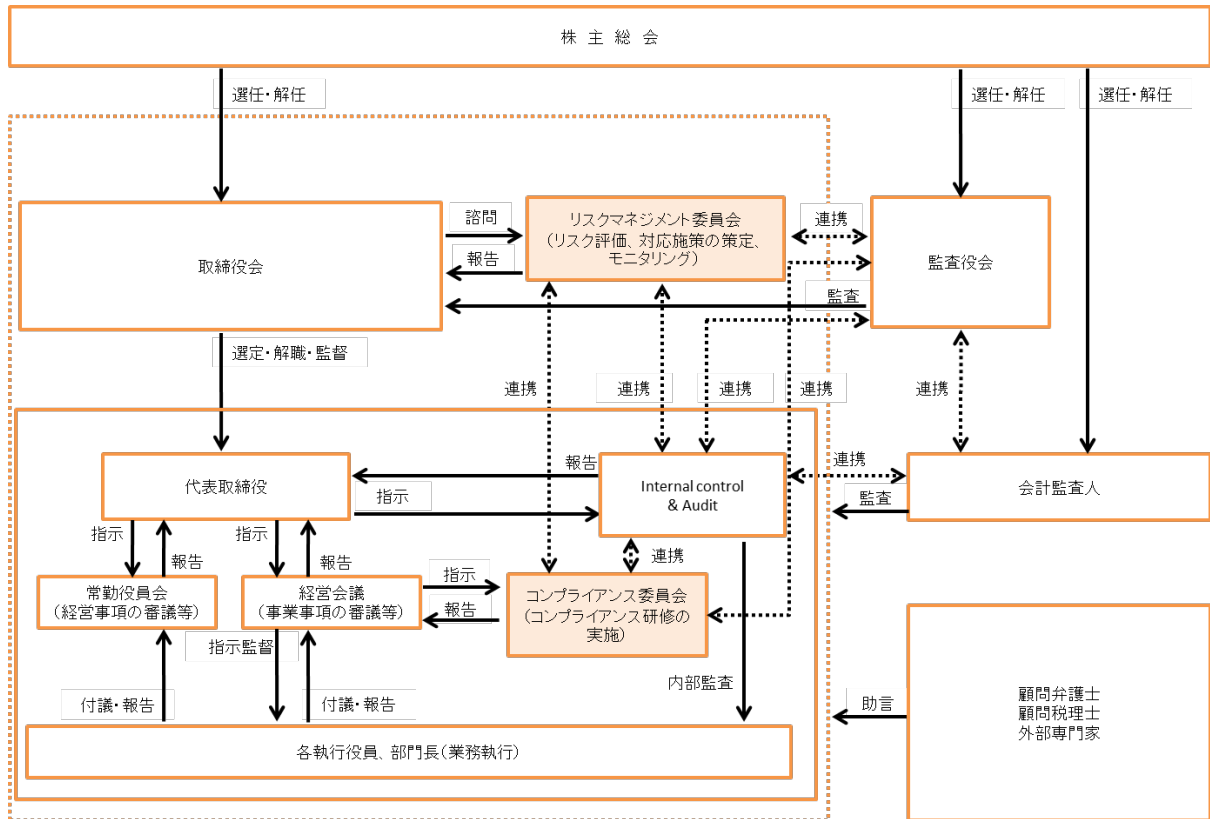 株 主 総 会
選任・解任
選任・解任
選任・解任
取締役会
諮問
報告
リスクマネジメント委員会
(リスク評価、対応施策の策定、
モニタリング)
連携
監査役会
監査
選定・解職・監督
連携
連携
連携
連携
連携
代表取締役
報告
指示
Internal control
& Audit
連携
監査
会計監査人
指示
報告
指示
報告
連携
常勤役員会
(経営事項の審議等)
経営会議
(事業事項の審議等)
指示
報告
コンプライアンス委員会
(コンプライアンス研修の
実施)
指示監督
内部監査
付議・報告
付議・報告
助言
顧問弁護士
顧問税理士
外部専門家
各執行役員、部門長(業務執行)